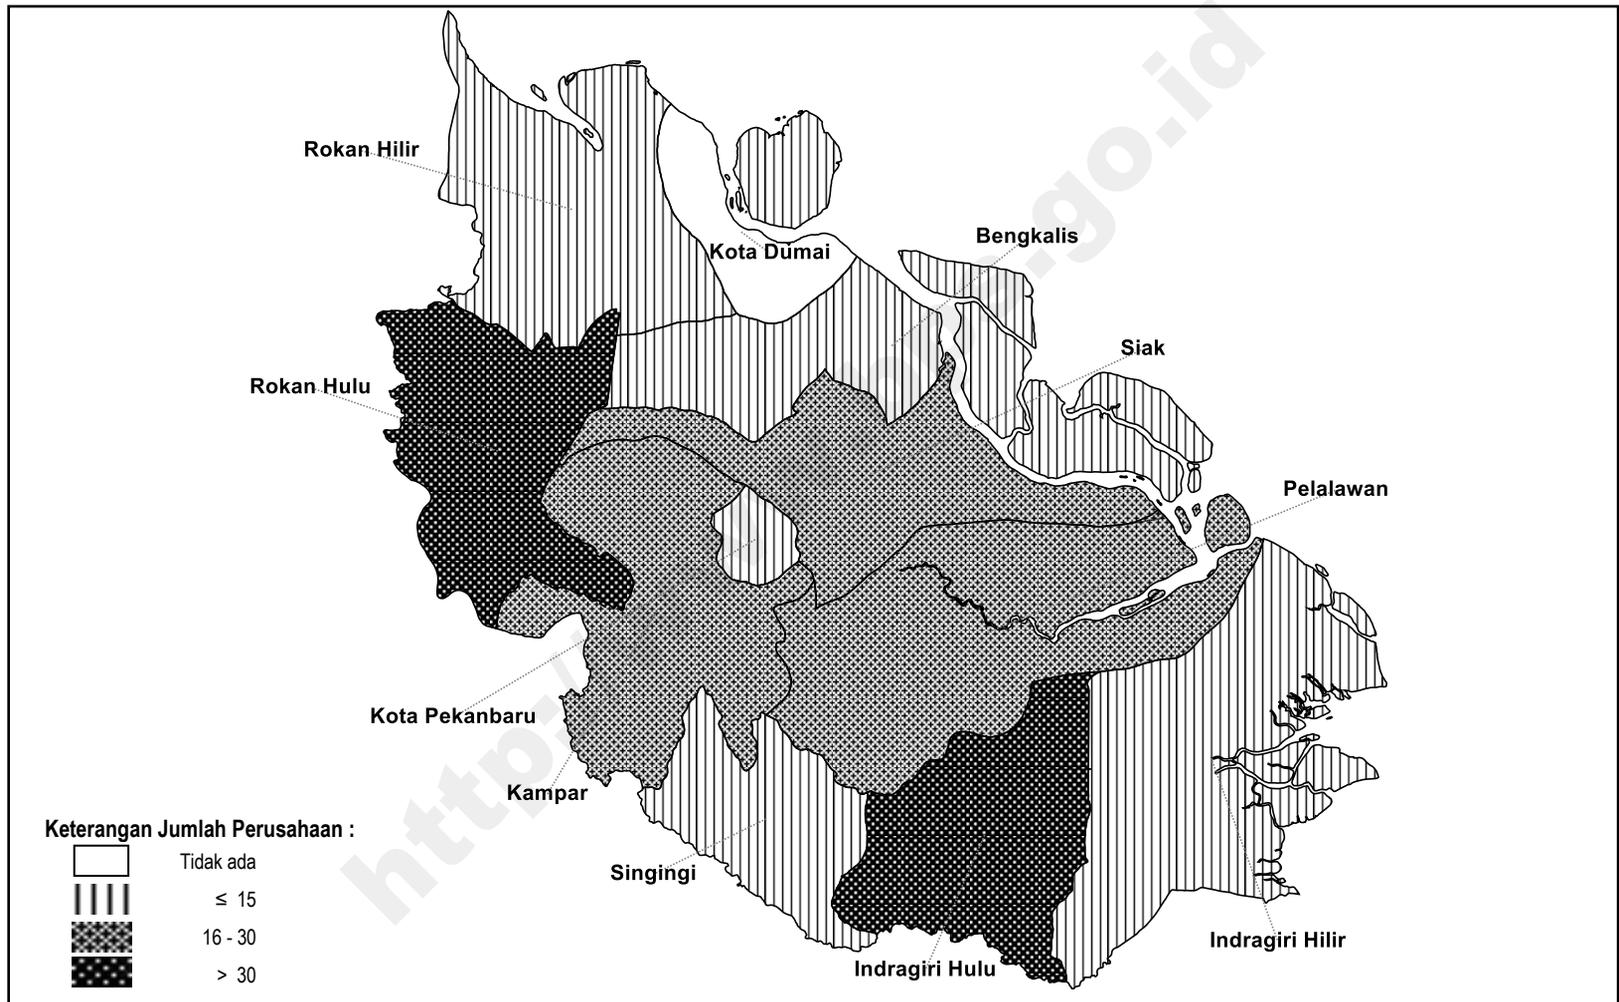 Rokan Hilir
Kota Dumai
Bengkalis
Siak
Rokan Hulu
Pelalawan
Kota Pekanbaru
Kampar
Singingi
Indragiri Hilir
Indragiri Hulu
Keterangan Jumlah Perusahaan :
Tidak ada
≤ 15
16 - 30
> 30